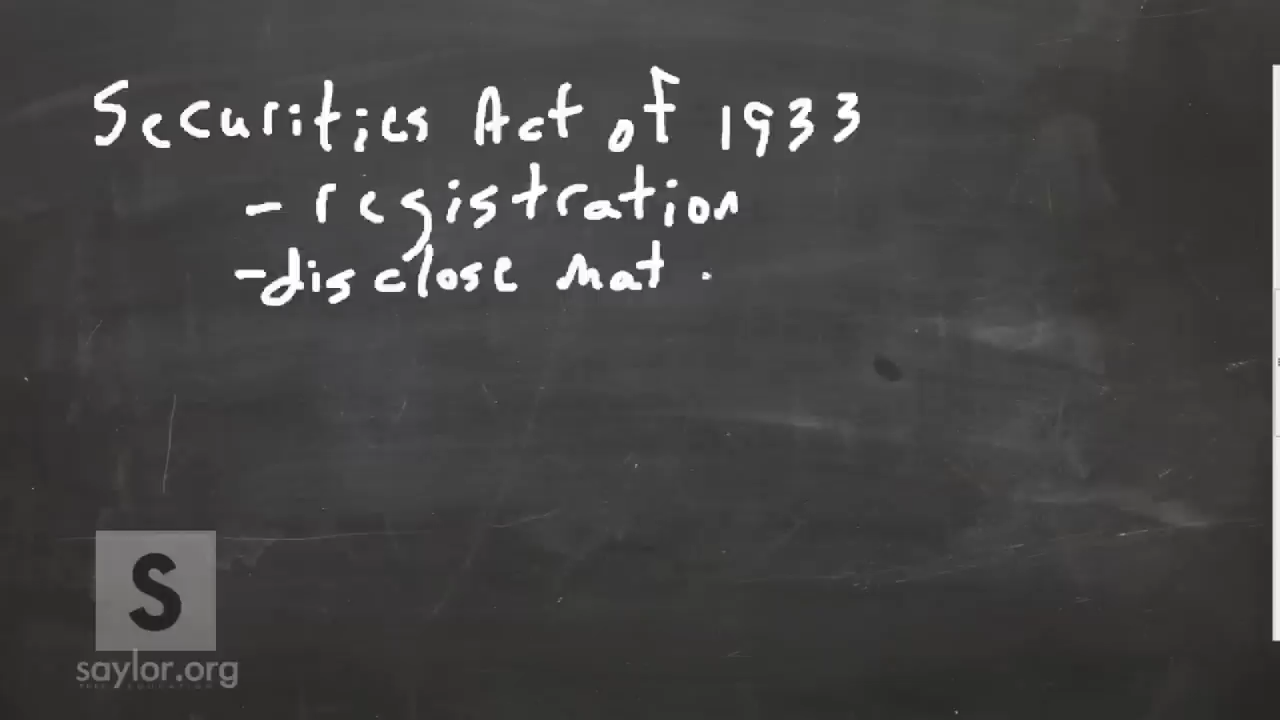 Securities Act of 1933
- registration
- disclose mat.
S
saylor.org